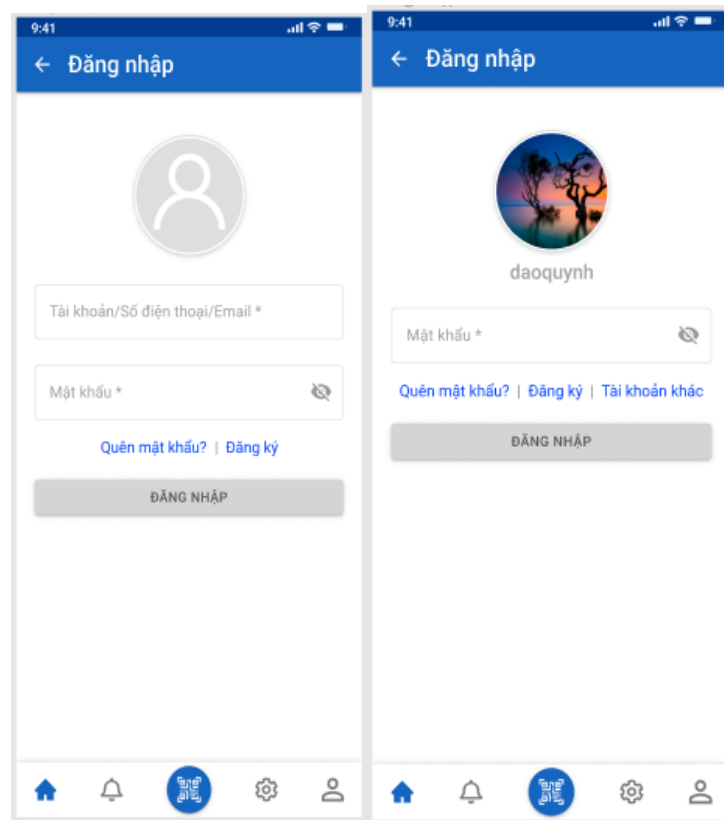 9:41
Đăng nhập
Tài khoản/Số điện thoại/Email *
Mật khẩu *
Quên mật khẩu? | Đăng ký
ĐĂNG NHẬP
9:41
Đăng nhập
daoquynh
Mật khẩu *
Quên mật khẩu? | Đăng ký | Tài khoản khác
ĐĂNG NHẬP